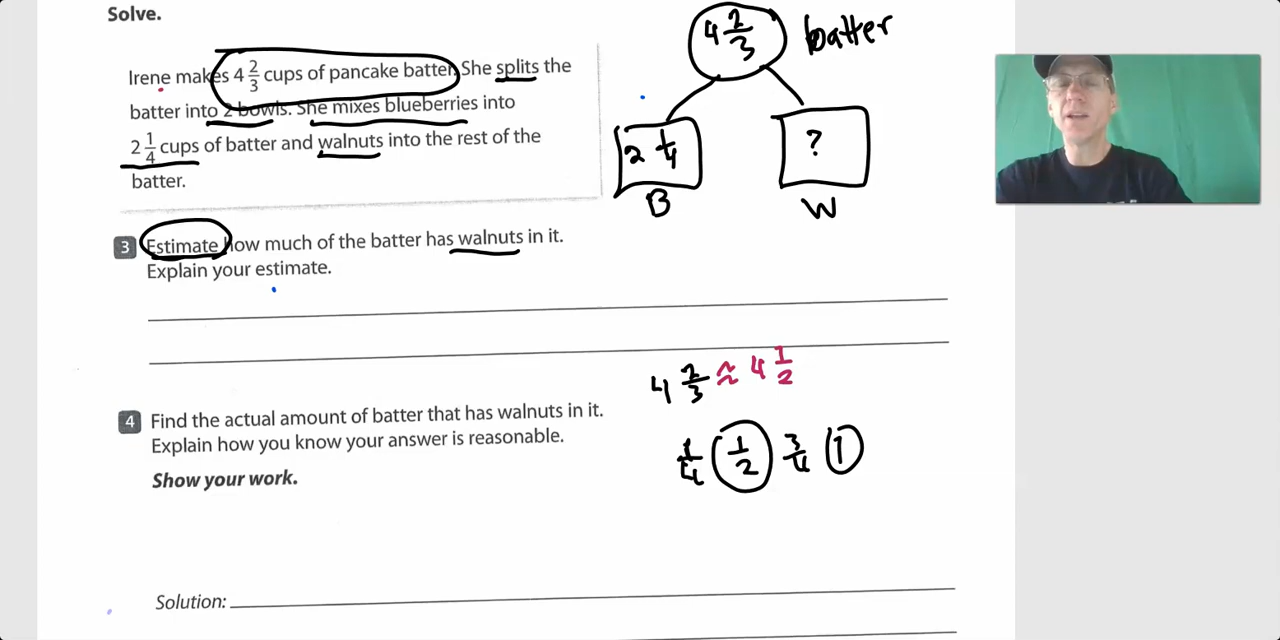 Solve.
Irene makes 4 2/3 cups of pancake batter. She splits the
batter into 2 bowls. She mixes blueberries into
2 1/4 cups of batter and walnuts into the rest of the
batter.
4 2/3 batter
2 1/4 ?
B W
3 Estimate how much of the batter has walnuts in it.
Explain your estimate.
4 2/3 ≈ 4 1/2
1/4 1/2 3/4 1
4 Find the actual amount of batter that has walnuts in it.
Explain how you know your answer is reasonable.
Show your work.
Solution: